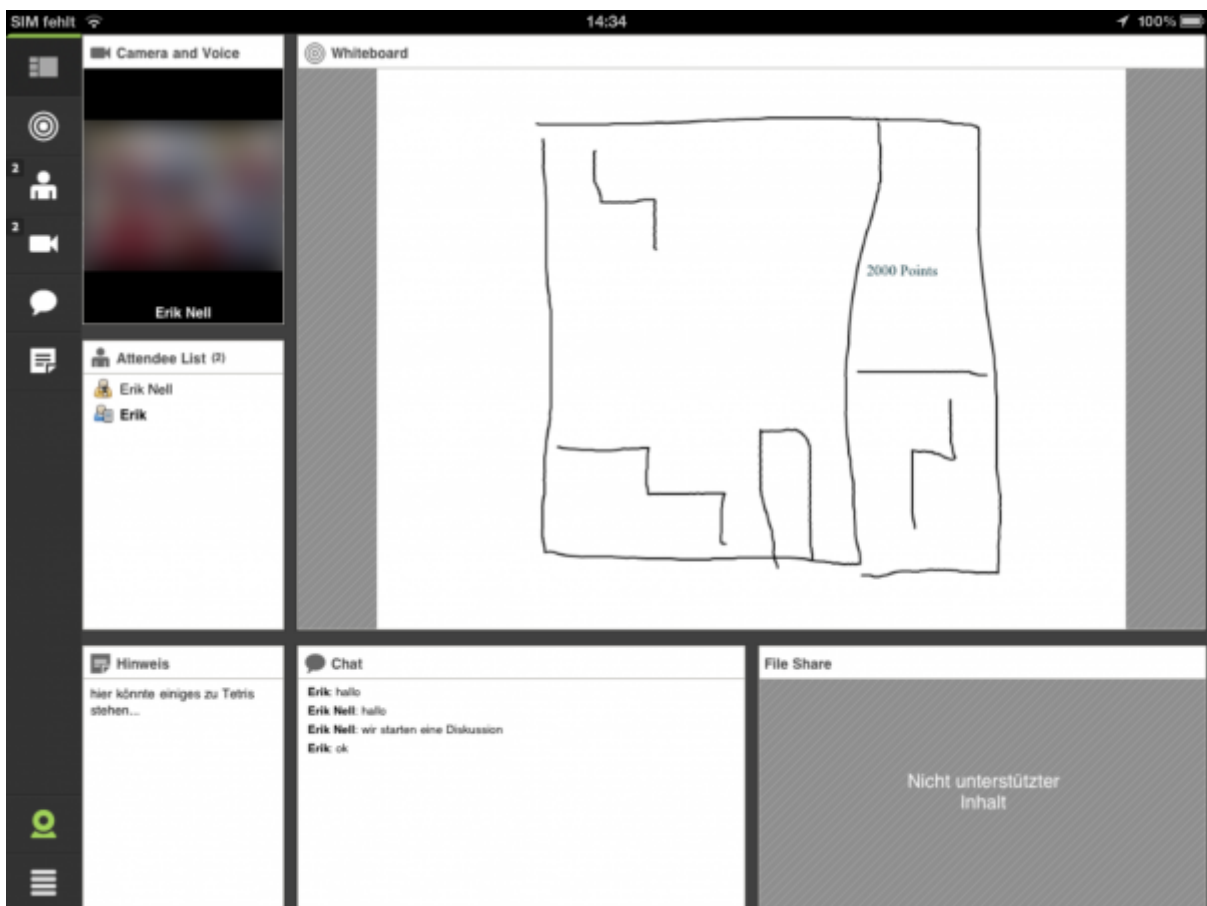 SIM fehlt
14:34
100%
Camera and Voice
Erik Nell
2
2
Attendee List (2)
Erik Nell
Erik
Whiteboard
2000 Points
Hinweis
hier könnte einiges zu Tetris
stehen...
Chat
Erik: hallo
Erik Nell: hallo
Erik Nell: wir starten eine Diskussion
Erik: ok
File Share
Nicht unterstützter
Inhalt